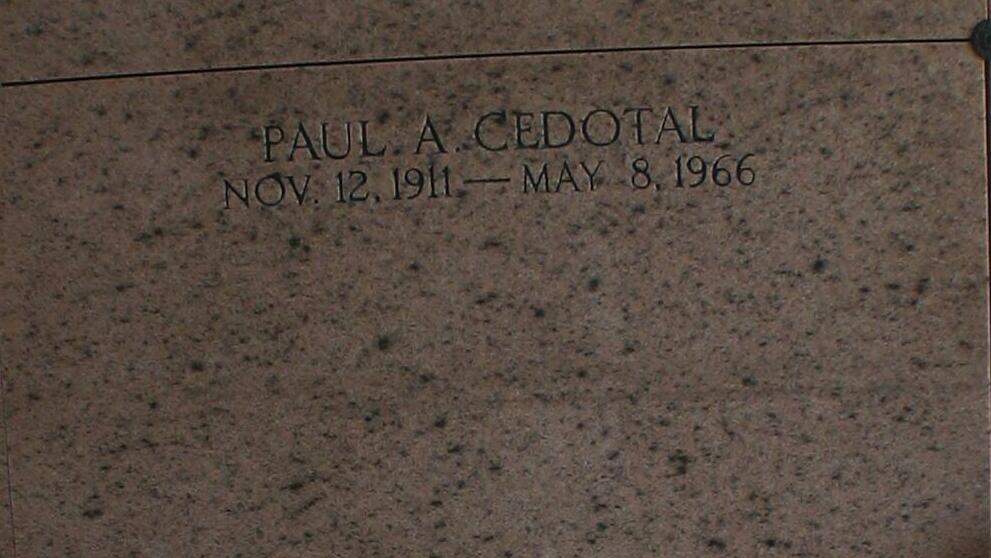 PAUL A. CEDOTAL
NOV. 12, 1911 — MAY 8, 1966